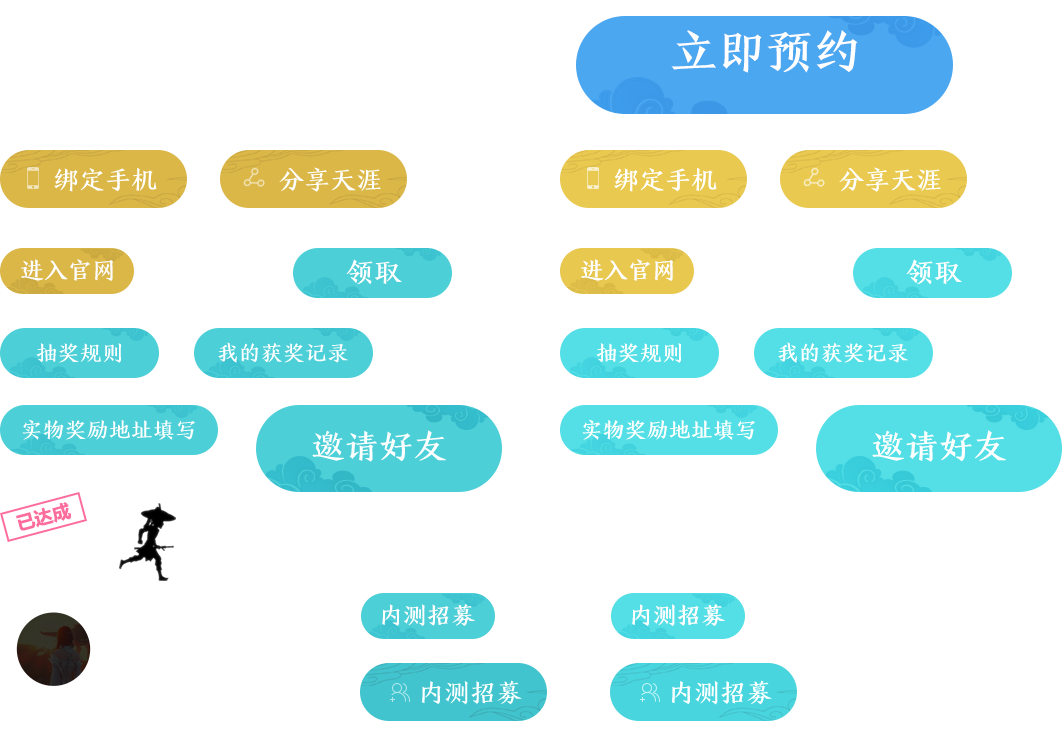 立即预约
绑定手机
分享天涯
绑定手机
分享天涯
进入官网
领取
进入官网
领取
抽奖规则
我的获奖记录
抽奖规则
我的获奖记录
实物奖励地址填写
邀请好友
实物奖励地址填写
邀请好友
已达成
内测招募
内测招募
内测招募
内测招募